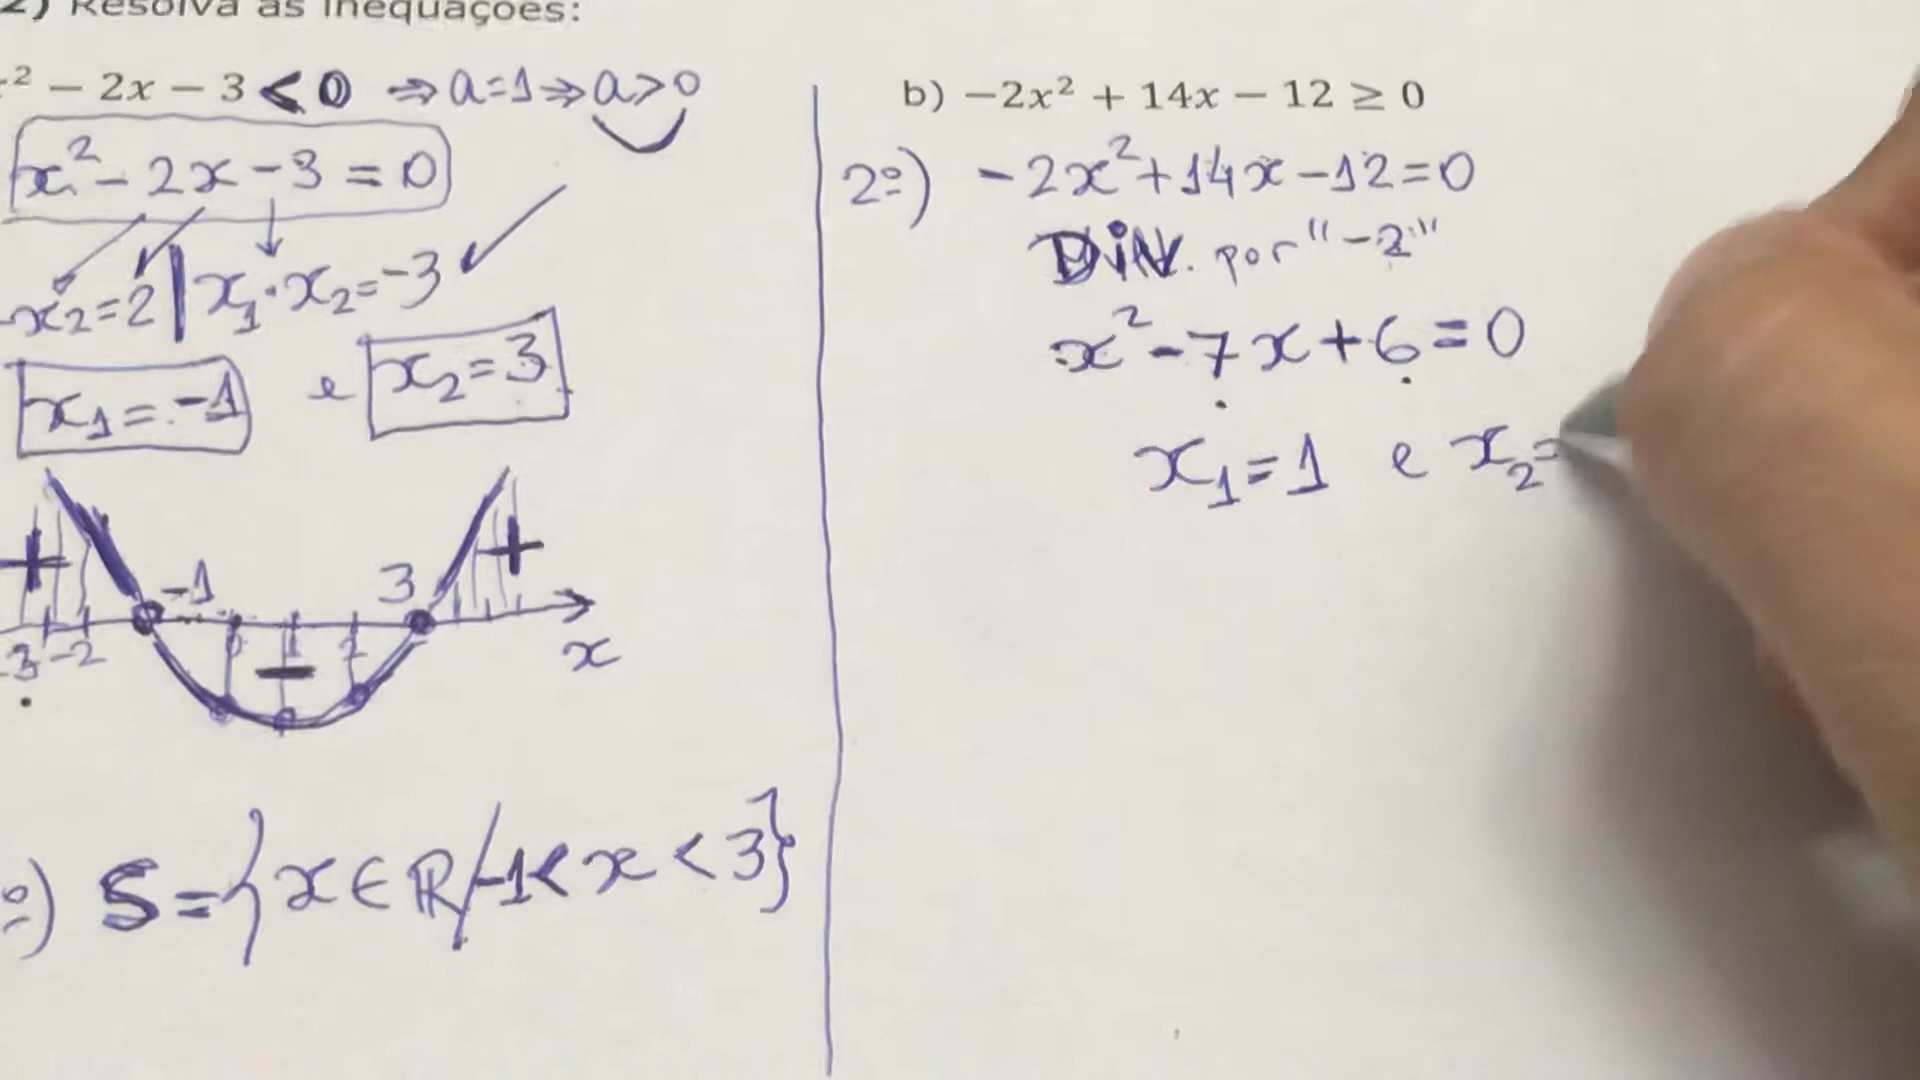 2) Resolva as inequações:
² − 2x − 3 < 0 ⇒ a=1 ⇒ a>0
x² − 2x − 3 = 0
x₂=2 | x₁·x₂=-3
x₁=-1 e x₂=3
+ +
-1 3
-3 -2 1 2 x
−
º) S={x∈ℝ/-1<x<3}
b) −2x² + 14x − 12 ≥ 0
2º) -2x²+14x-12=0
Div. por "-2"
x²-7x+6=0
x₁=1 e x₂=